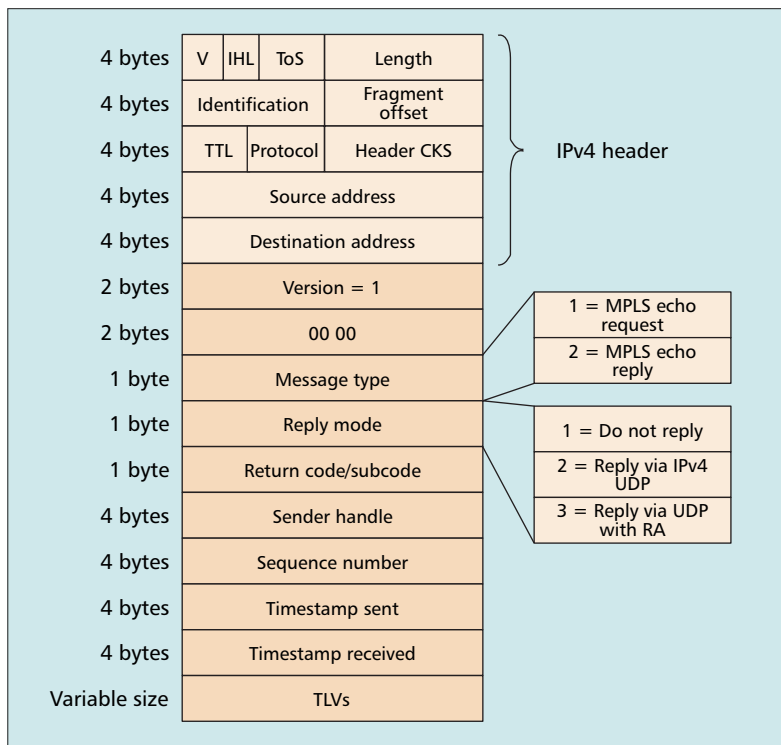 4 bytes V IHL ToS Length
4 bytes Identification Fragment
offset
4 bytes TTL Protocol Header CKS
IPv4 header
4 bytes Source address
4 bytes Destination address
2 bytes Version = 1
2 bytes 00 00
1 byte Message type
1 byte Reply mode
1 byte Return code/subcode
4 bytes Sender handle
4 bytes Sequence number
4 bytes Timestamp sent
4 bytes Timestamp received
Variable size TLVs
1 = MPLS echo
request
2 = MPLS echo
reply
1 = Do not reply
2 = Reply via IPv4
UDP
3 = Reply via UDP
with RA